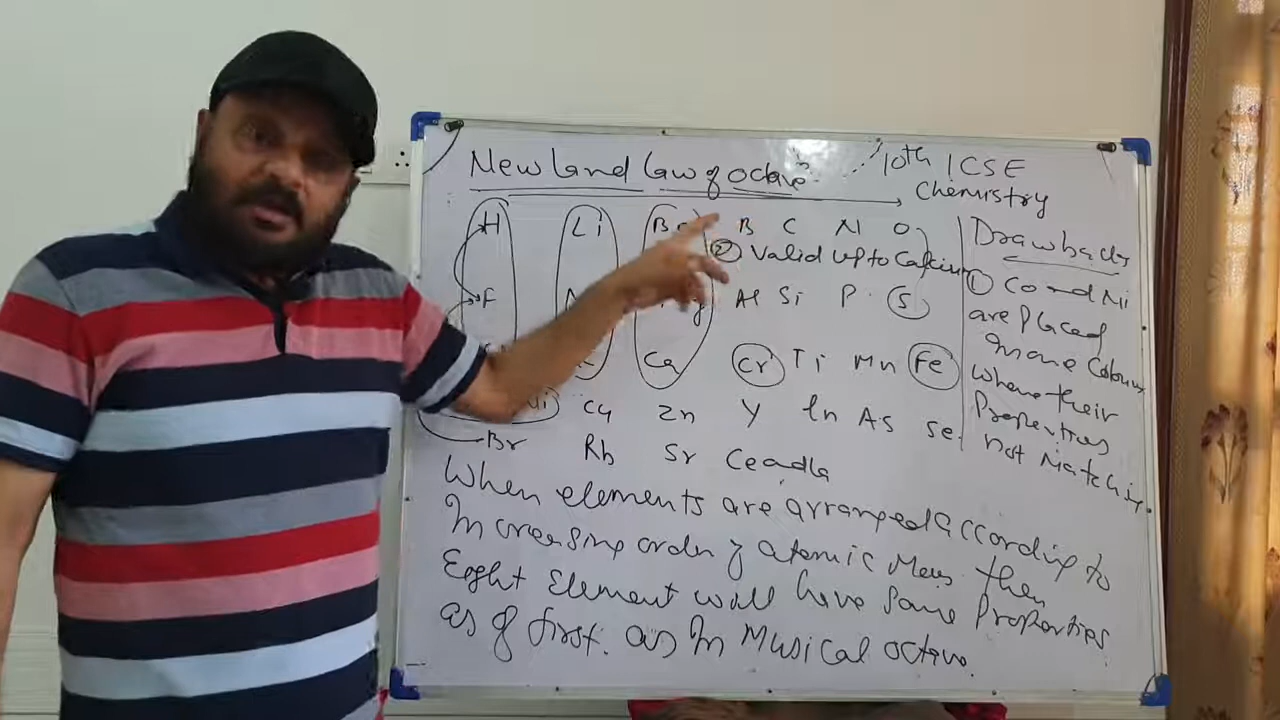 Newland law of octave
10th ICSE
Chemistry
H Li B C N O
② Valid upto Calcium
F Al Si P S
Ca Cr Ti Mn Fe
Ni Cu Zn Y In As Se
Br Rb Sr Ce and La
Drawbacks
① Co and Ni
are placed
in one Column
where their
Properties
not Matching.
When elements are arranged according to
Increasing order of atomic Mass then
Eight Element will have same Properties
as of first. as In Musical octave.